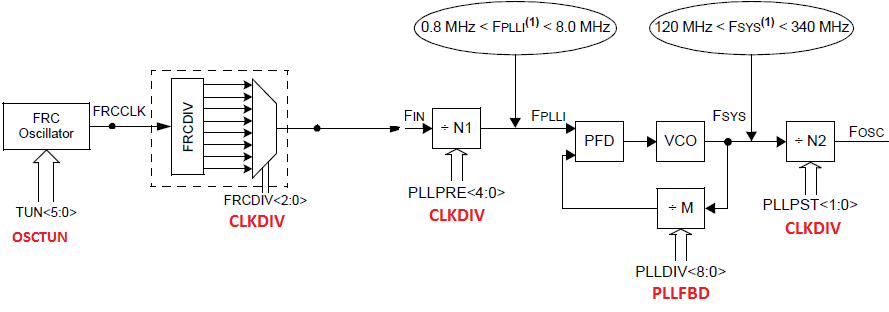 0.8 MHz < FPLLI(1) < 8.0 MHz
120 MHz < FSYS(1) < 340 MHz
FRC
Oscillator
FRCCLK
FRCDIV
FIN
÷ N1
FPLLI
PFD
VCO
FSYS
÷ N2
FOSC
TUN<5:0>
OSCTUN
FRCDIV<2:0>
CLKDIV
PLLPRE<4:0>
CLKDIV
÷ M
PLLPST<1:0>
CLKDIV
PLLDIV<8:0>
PLLFBD